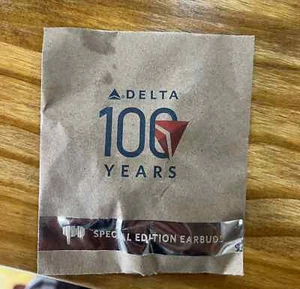 DELTA
100
YEARS
SPECIAL EDITION EARBUDS